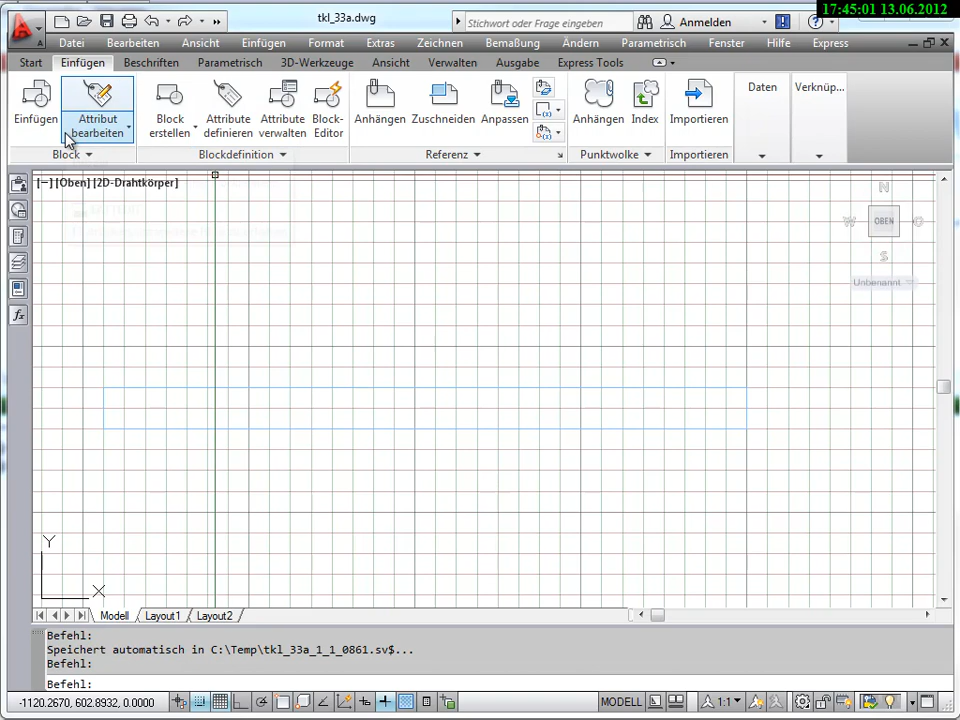 17:45:01 13.06.2012
tkl_33a.dwg
Stichwort oder Frage eingeben
Anmelden
Datei Bearbeiten Ansicht Einfügen Format Extras Zeichnen Bemaßung Ändern Parametrisch Fenster Hilfe Express
Start Einfügen Beschriften Parametrisch 3D-Werkzeuge Ansicht Verwalten Ausgabe Express Tools
Einfügen
Attribut bearbeiten
Block erstellen
Attribute definieren
Attribute verwalten
Block-Editor
Anhängen
Zuschneiden
Anpassen
Anhängen
Index
Importieren
Daten
Verknüp...
Block Blockdefinition Referenz Punktwolke Importieren
[−] [Oben] [2D-Drahtkörper]
N
W OBEN O
S
Unbenannt
Y
X
Modell Layout1 Layout2
Befehl:
Speichert automatisch in C:\Temp\tkl_33a_1_1_0861.sv$...
Befehl:
Befehl:
-1120.2670, 602.8932, 0.0000
MODELL
1:1